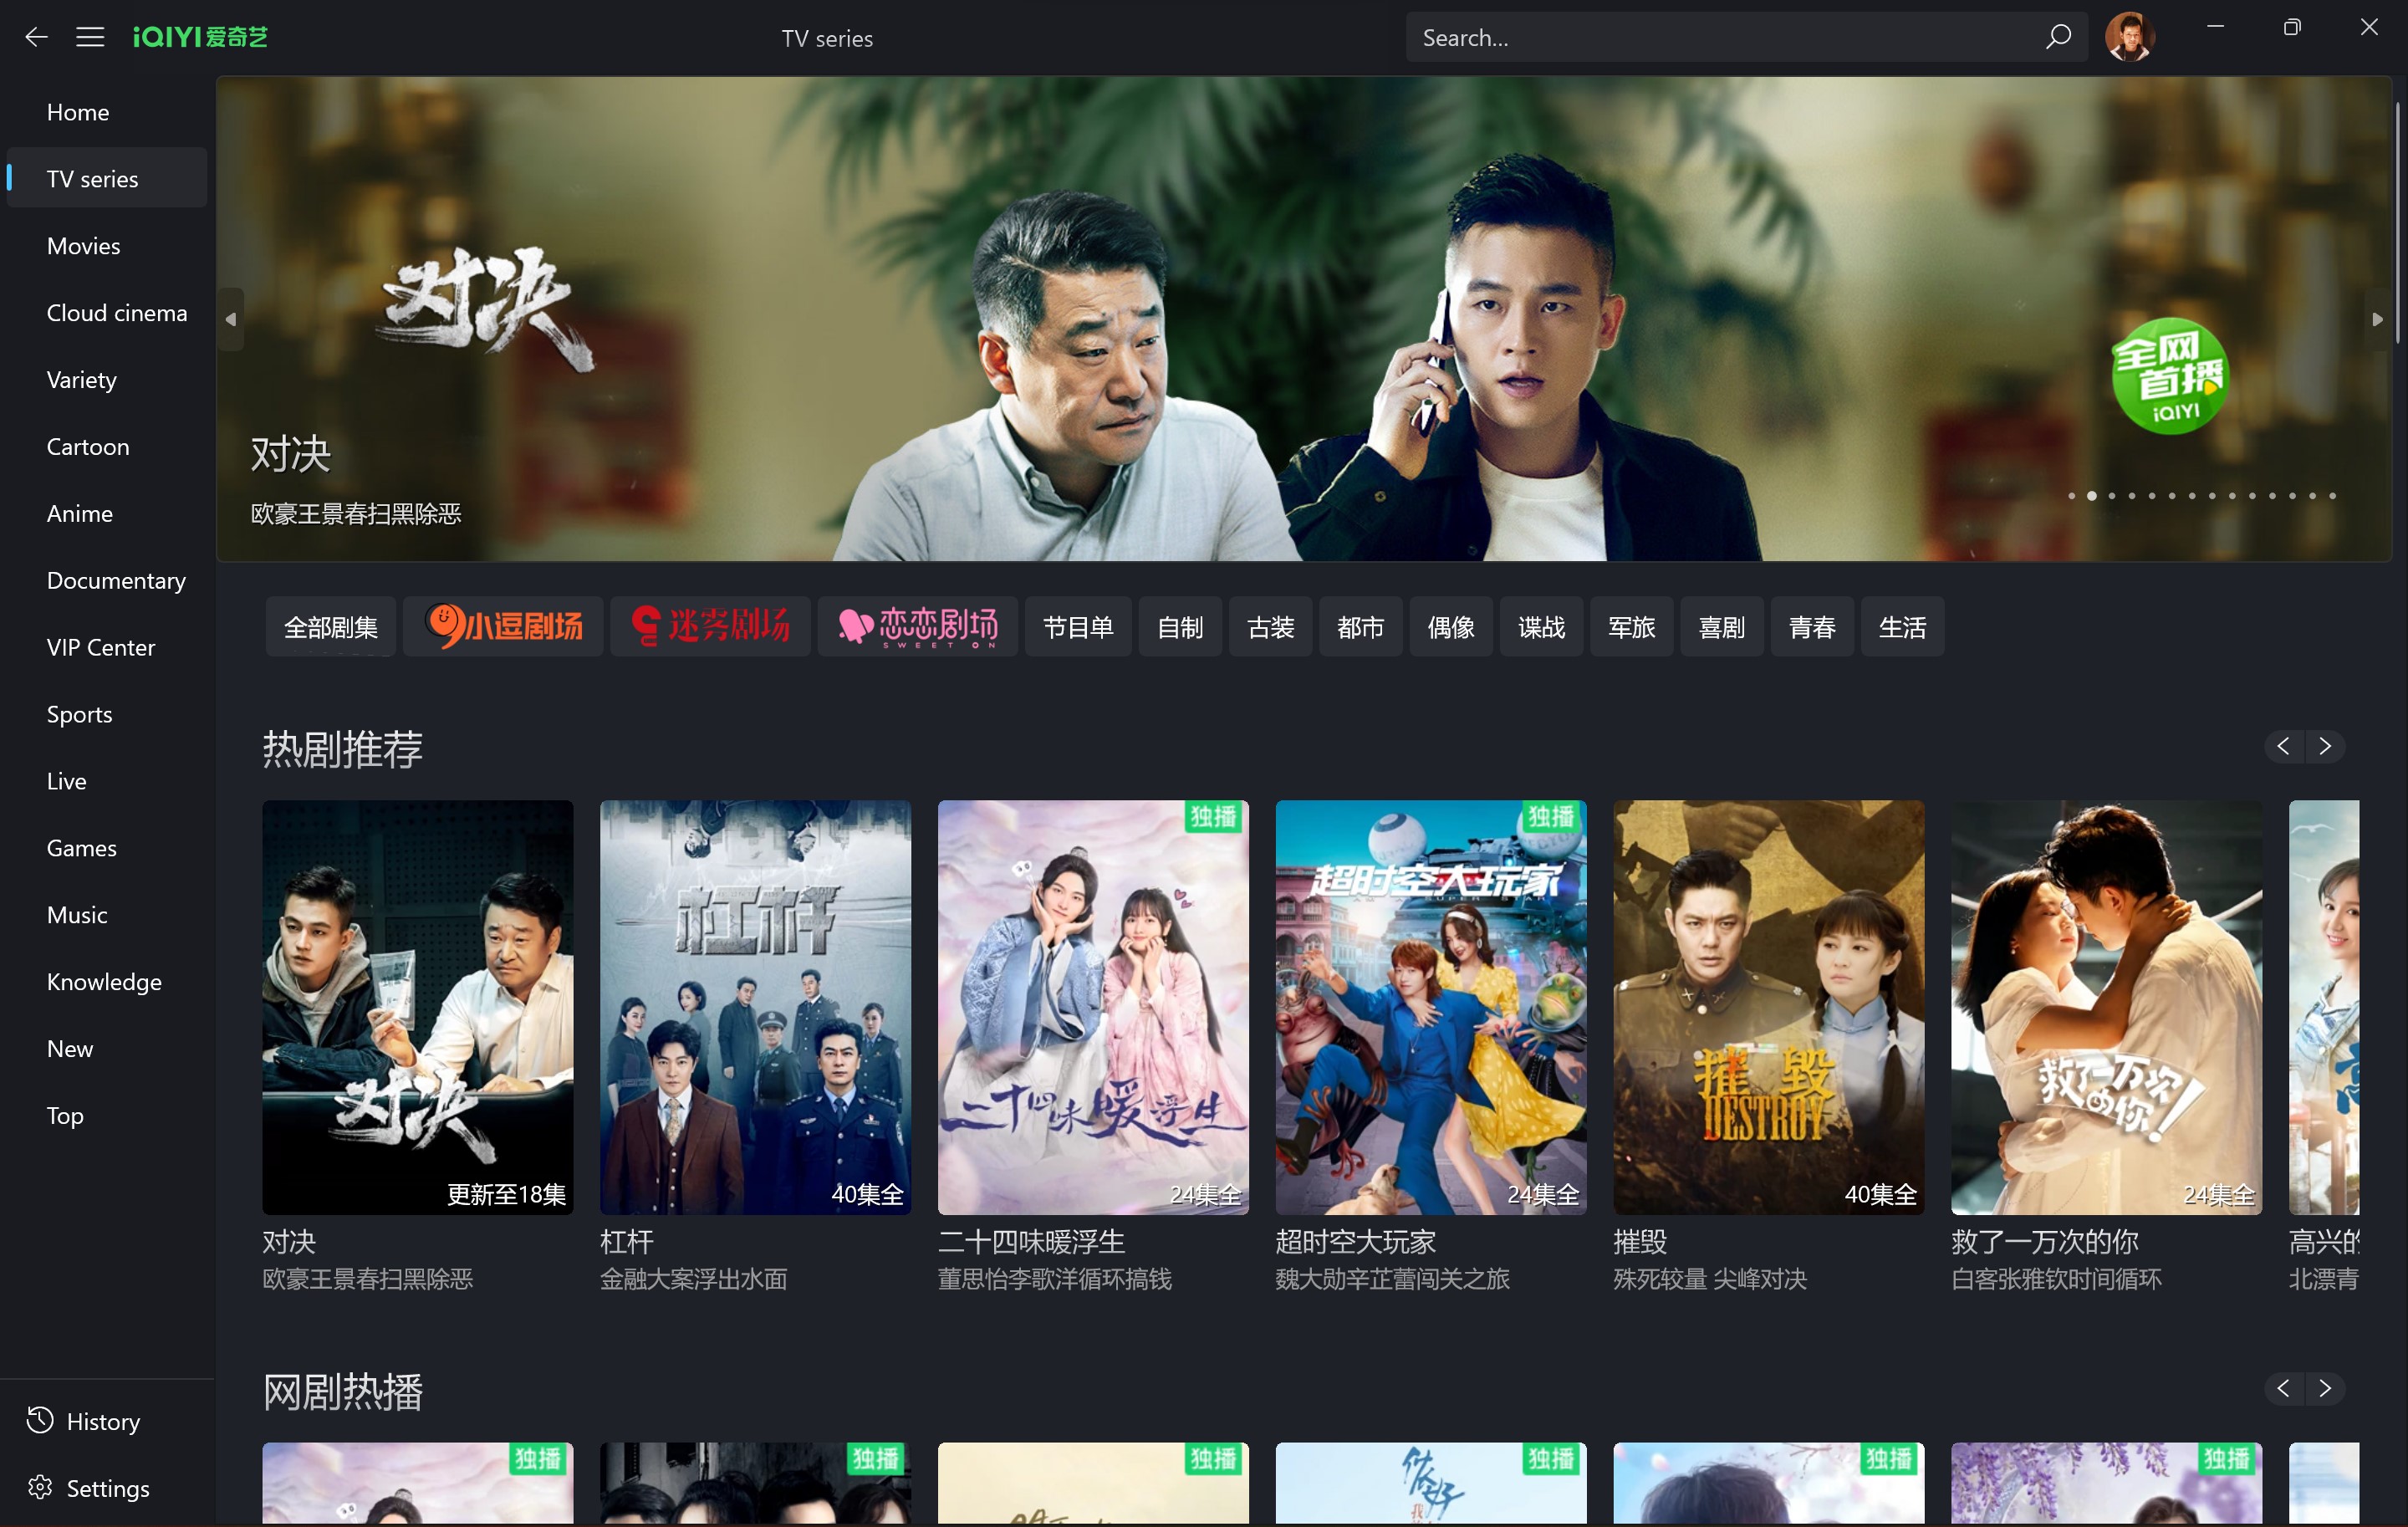 iQIYI 爱奇艺
TV series
Search...
Home
TV series
Movies
Cloud cinema
Variety
Cartoon
Anime
Documentary
VIP Center
Sports
Live
Games
Music
Knowledge
New
Top
History
Settings
对决
全网
首播
iQIYI
对决
欧豪王景春扫黑除恶
全部剧集
小逗剧场
迷雾剧场
恋恋剧场
SWEET ON
节目单
自制
古装
都市
偶像
谍战
军旅
喜剧
青春
生活
热剧推荐
对决
更新至18集
对决
欧豪王景春扫黑除恶
杠杆
40集全
杠杆
金融大案浮出水面
独播
二十四味暖浮生
24集全
二十四味暖浮生
董思怡李歌洋循环搞钱
独播
超时空大玩家
24集全
超时空大玩家
魏大勋辛芷蕾闯关之旅
摧毁
DESTROY
40集全
摧毁
殊死较量 尖峰对决
救了一万次
的你!
24集全
救了一万次的你
白客张雅钦时间循环
高兴的
北漂青
网剧热播
独播
独播
独播
独播
独播
独播